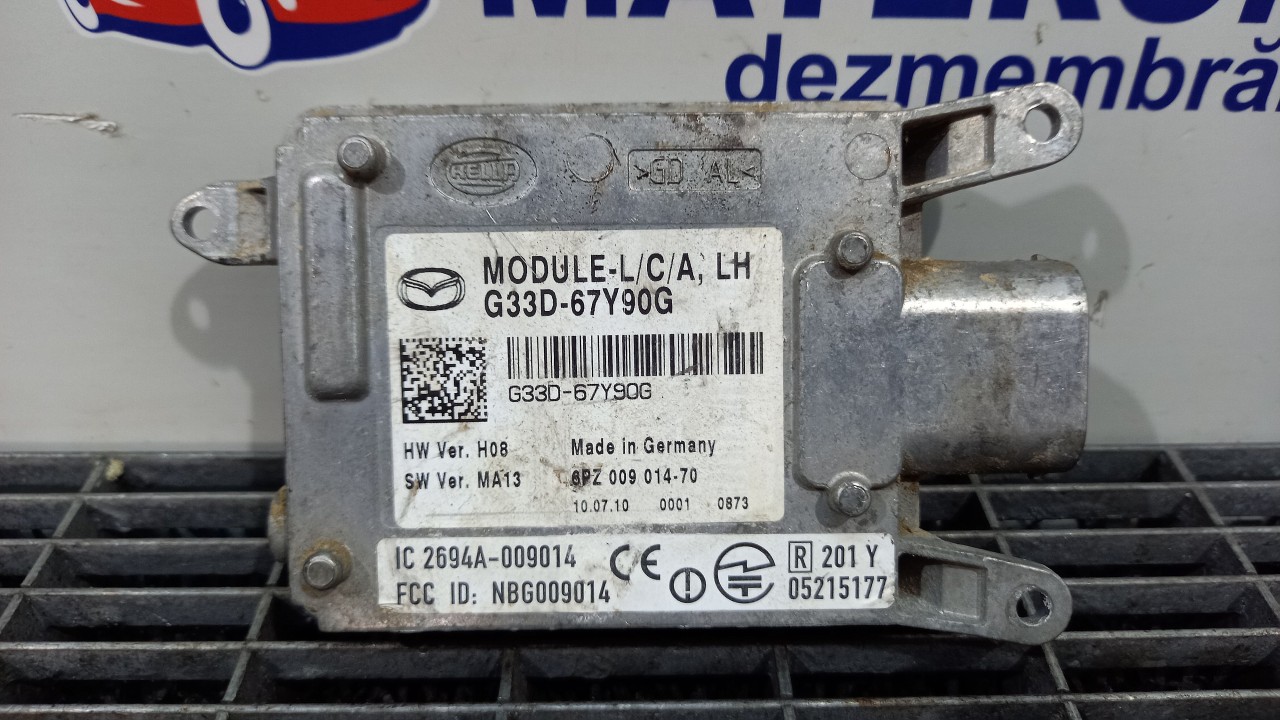 dezmembră
HELLA
>GD AL<
MODULE-L/C/A, LH
G33D-67Y90G
G33D-67Y90G
HW Ver. H08 Made in Germany
SW Ver. MA13 6PZ 009 014-70
10.07.10 0001 0873
IC 2694A-009014
FCC ID: NBG009014
CE
R 201 Y
05215177